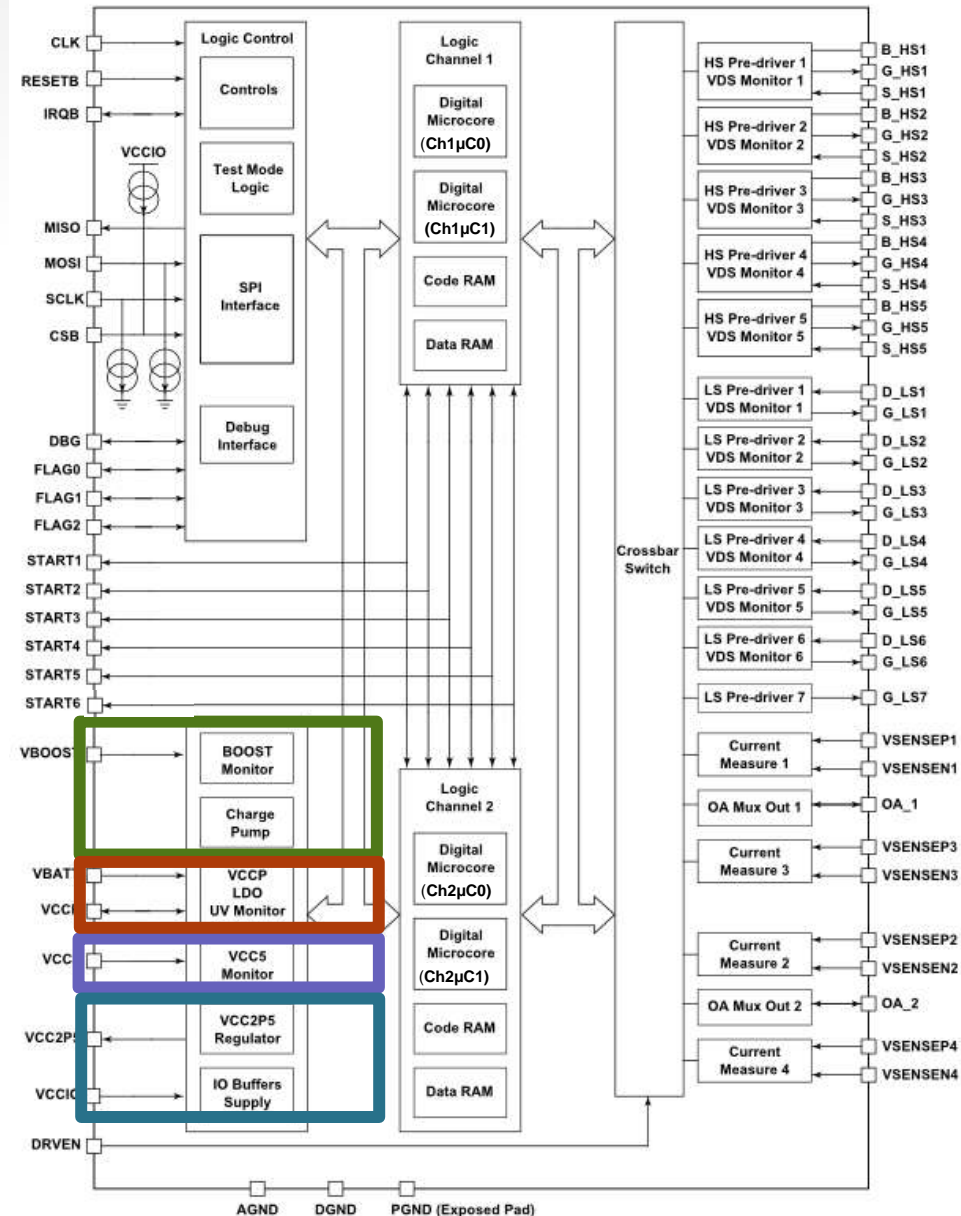 CLK
RESETB
IRQB
VCCIO
MISO
MOSI
SCLK
CSB
DBG
FLAG0
FLAG1
FLAG2
START1
START2
START3
START4
START5
START6
VBOOST
VBAT
VCC
VCC
VCC2P5
VCCIO
DRVEN
Logic Control
Controls
Test Mode
Logic
SPI
Interface
Debug
Interface
BOOST
Monitor
Charge
Pump
VCCP
LDO
UV Monitor
VCC5
Monitor
VCC2P5
Regulator
IO Buffers
Supply
Logic
Channel 1
Digital
Microcore
(Ch1µC0)
Digital
Microcore
(Ch1µC1)
Code RAM
Data RAM
Logic
Channel 2
Digital
Microcore
(Ch2µC0)
Digital
Microcore
(Ch2µC1)
Code RAM
Data RAM
Crossbar
Switch
HS Pre-driver 1
VDS Monitor 1
HS Pre-driver 2
VDS Monitor 2
HS Pre-driver 3
VDS Monitor 3
HS Pre-driver 4
VDS Monitor 4
HS Pre-driver 5
VDS Monitor 5
LS Pre-driver 1
VDS Monitor 1
LS Pre-driver 2
VDS Monitor 2
LS Pre-driver 3
VDS Monitor 3
LS Pre-driver 4
VDS Monitor 4
LS Pre-driver 5
VDS Monitor 5
LS Pre-driver 6
VDS Monitor 6
LS Pre-driver 7
Current
Measure 1
OA Mux Out 1
Current
Measure 3
Current
Measure 2
OA Mux Out 2
Current
Measure 4
B_HS1
G_HS1
S_HS1
B_HS2
G_HS2
S_HS2
B_HS3
G_HS3
S_HS3
B_HS4
G_HS4
S_HS4
B_HS5
G_HS5
S_HS5
D_LS1
G_LS1
D_LS2
G_LS2
D_LS3
G_LS3
D_LS4
G_LS4
D_LS5
G_LS5
D_LS6
G_LS6
G_LS7
VSENSEP1
VSENSEN1
OA_1
VSENSEP3
VSENSEN3
VSENSEP2
VSENSEN2
OA_2
VSENSEP4
VSENSEN4
AGND
DGND
PGND (Exposed Pad)